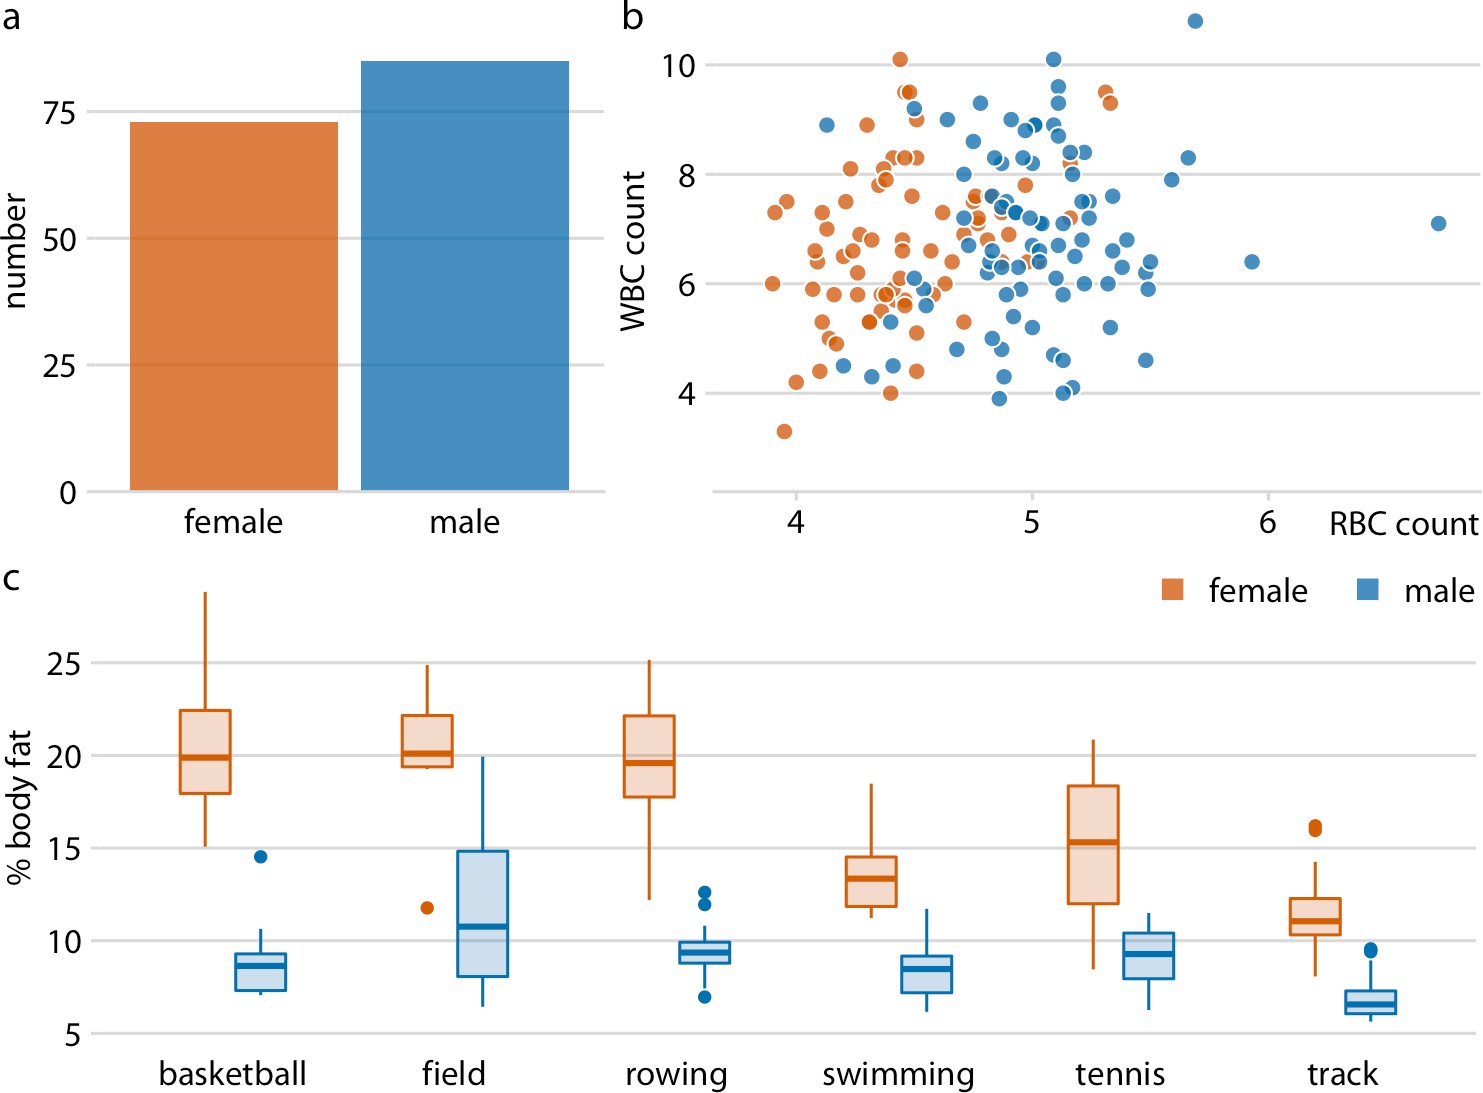 a
number
75
50
25
0
female male
b
WBC count
10
8
6
4
4 5 6 RBC count
c
female male
% body fat
25
20
15
10
5
basketball field rowing swimming tennis track